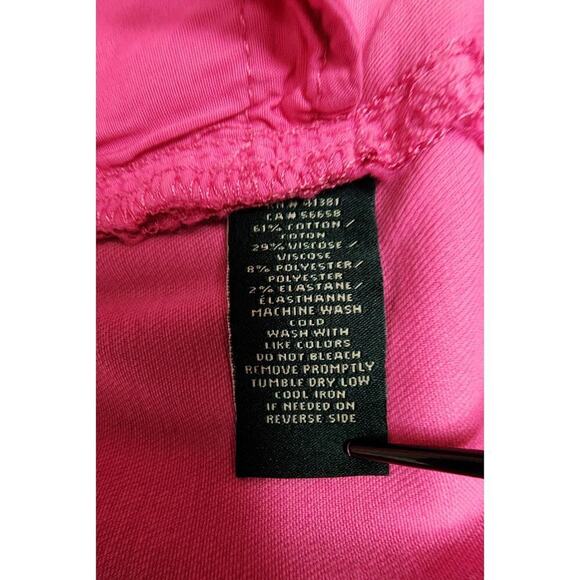 RN# 41381
CA# 56658
61% COTTON/
COTON
29% VISCOSE/
VISCOSE
8% POLYESTER/
POLYESTER
2% ELASTANE/
ÉLASTHANNE
MACHINE WASH
COLD
WASH WITH
LIKE COLORS
DO NOT BLEACH
REMOVE PROMPTLY
TUMBLE DRY LOW
COOL IRON
IF NEEDED ON
REVERSE SIDE